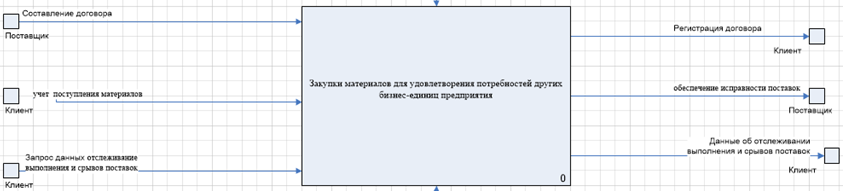 Составление договора
Поставщик
учет поступления материалов
Клиент
Запрос данных отслеживание
выполнения и срывов поставок
Клиент
Закупки материалов для удовлетворения потребностей других
бизнес-единиц предприятия
0
Регистрация договора
Клиент
обеспечение исправности поставок
Поставщик
Данные об отслеживании
выполнения и срывов поставок
Клиент